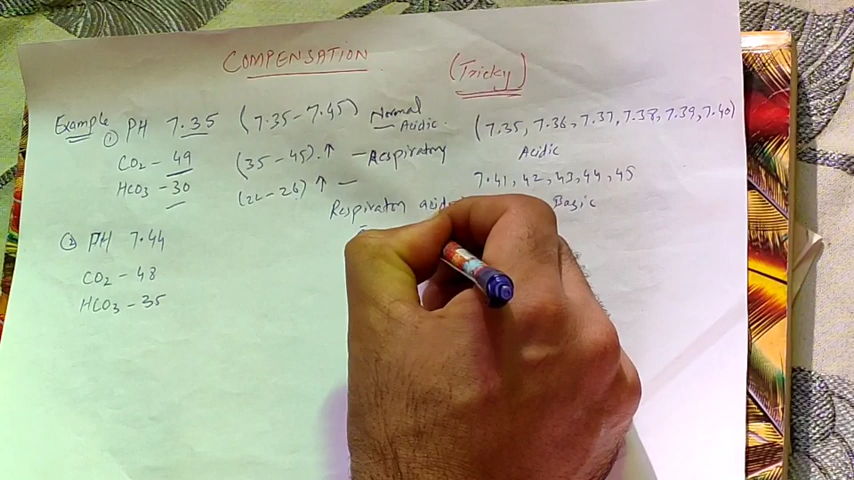 COMPENSATION (Tricky)
Example ① PH 7.35 (7.35 - 7.45) Normal (7.35, 7.36, 7.37, 7.38, 7.39, 7.40)
— Acidic.
CO2 - 49 (35 - 45). ↑ — Respiratory Acidic
HCO3 - 30 (22 - 26) ↑ — 7.41, 42, 43, 44, 45
Respiratory Basic
② PH 7.44
CO2 - 48
HCO3 - 35